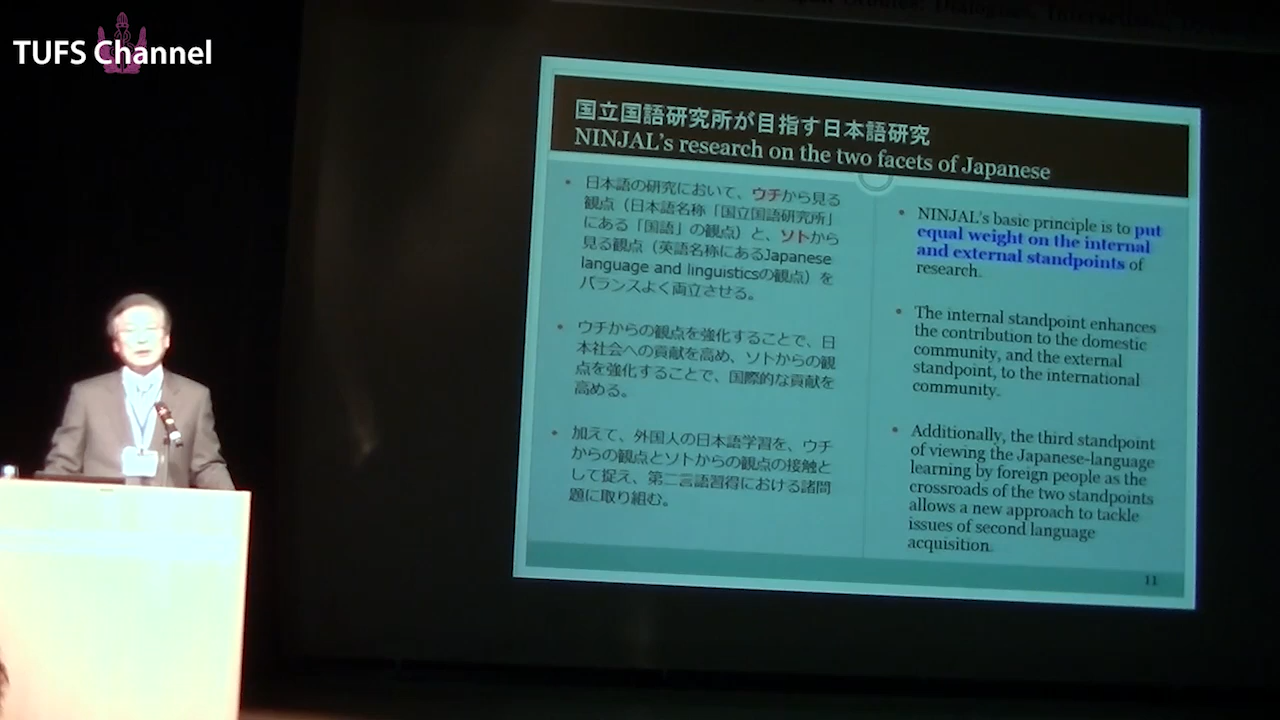 TUFS Channel
国立国語研究所が目指す日本語研究
NINJAL's research on the two facets of Japanese
• 日本語の研究において、ウチから見る
観点（日本語名称「国立国語研究所」
にある「国語」の観点）と、ソトから
見る観点（英語名称にあるJapanese
language and linguisticsの観点）を
バランスよく両立させる。
• ウチからの観点を強化することで、日
本社会への貢献を高め、ソトからの観
点を強化することで、国際的な貢献を
高める。
• 加えて、外国人の日本語学習を、ウチ
からの観点とソトからの観点の接触と
して捉え、第二言語習得における諸問
題に取り組む。
• NINJAL's basic principle is to put
equal weight on the internal
and external standpoints of
research.
• The internal standpoint enhances
the contribution to the domestic
community, and the external
standpoint, to the international
community.
• Additionally, the third standpoint
of viewing the Japanese-language
learning by foreign people as the
crossroads of the two standpoints
allows a new approach to tackle
issues of second language
acquisition.
11